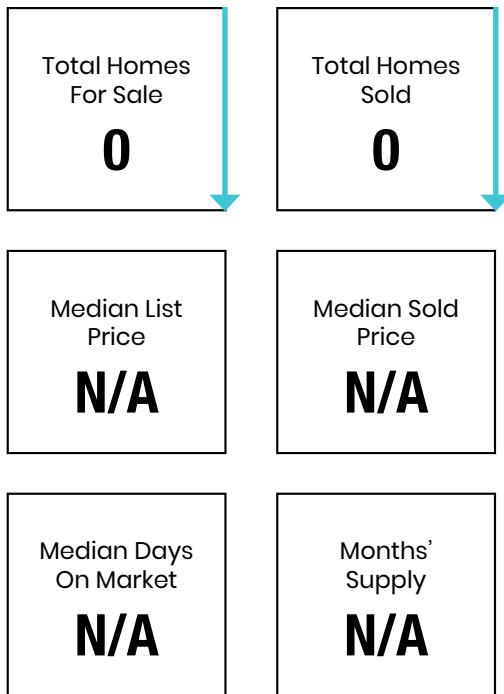 Total Homes
For Sale
0
Total Homes
Sold
0
Median List
Price
N/A
Median Sold
Price
N/A
Median Days
On Market
N/A
Months’
Supply
N/A